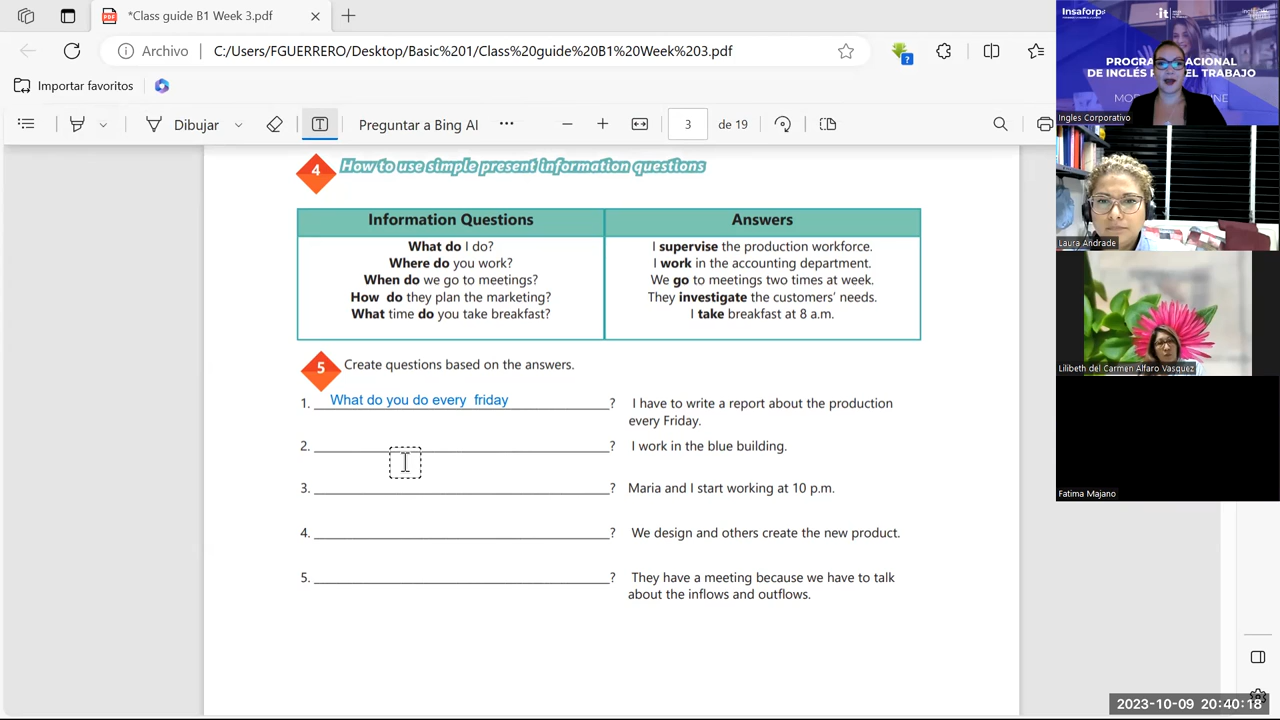 *Class guide B1 Week 3.pdf
Archivo
C:/Users/FGUERRERO/Desktop/Basic%201/Class%20guide%20B1%20Week%203.pdf
Importar favoritos
Dibujar
Preguntar a Bing AI
3
de 19
4
How to use simple present information questions
Information Questions
Answers
What do I do?
I supervise the production workforce.
Where do you work?
I work in the accounting department.
When do we go to meetings?
We go to meetings two times at week.
How do they plan the marketing?
They investigate the customers' needs.
What time do you take breakfast?
I take breakfast at 8 a.m.
5
Create questions based on the answers.
1. What do you do every friday ?
I have to write a report about the production
every Friday.
2. ?
I work in the blue building.
3. ?
Maria and I start working at 10 p.m.
4. ?
We design and others create the new product.
5. ?
They have a meeting because we have to talk
about the inflows and outflows.
Insaforp
Ingles Corporativo
Laura Andrade
Lilibeth del Carmen Alfaro Vasquez
Fatima Majano
2023-10-09 20:40:18